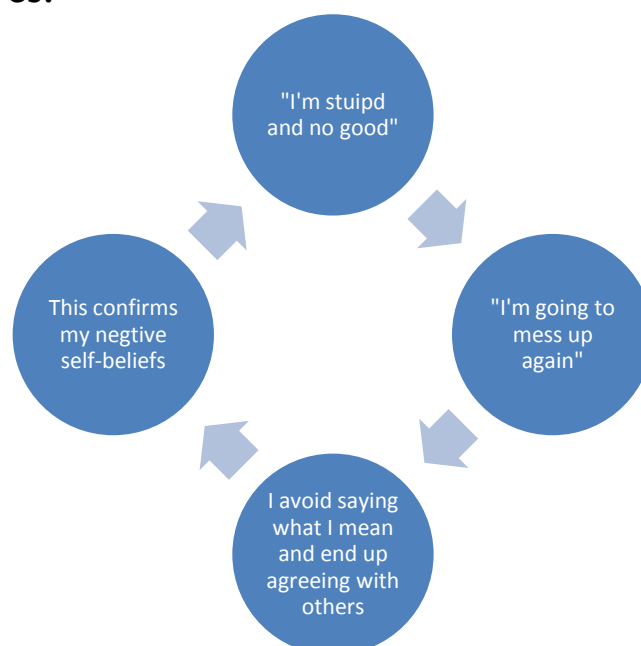 "I'm stuipd
and no good"
"I'm going to
mess up
again"
I avoid saying
what I mean
and end up
agreeing with
others
This confirms
my negtive
self-beliefs